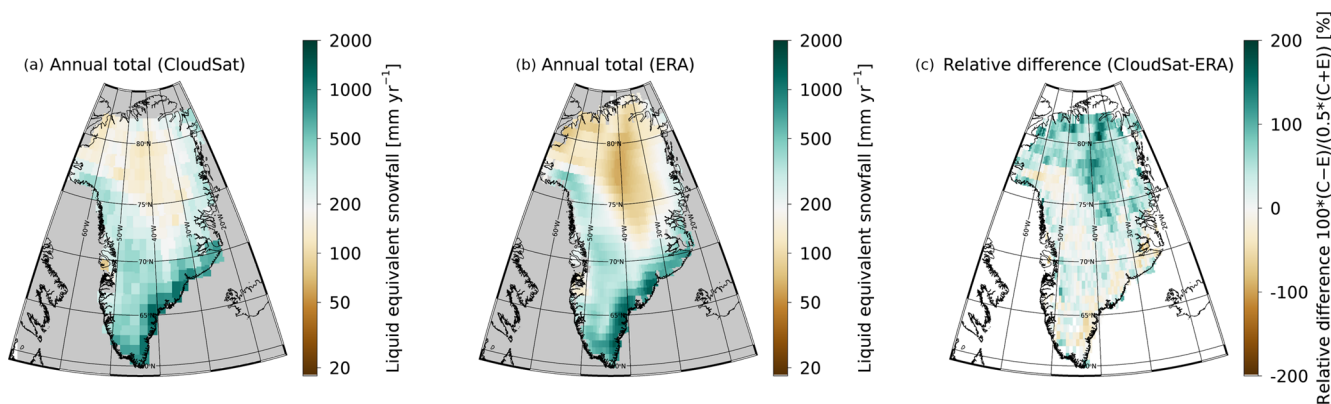 (a) Annual total (CloudSat)
2000
1000
500
200
100
50
20
Liquid equivalent snowfall [mm yr⁻¹]
80°N
75°N
70°N
65°N
60°W
50°W
40°W
30°W
20°W
(b) Annual total (ERA)
2000
1000
500
200
100
50
20
Liquid equivalent snowfall [mm yr⁻¹]
80°N
75°N
70°N
65°N
60°W
50°W
40°W
30°W
20°W
(c) Relative difference (CloudSat-ERA)
200
100
0
-100
-200
Relative difference 100*(C−E)/(0.5*(C+E)) [%]
80°N
75°N
70°N
65°N
60°W
50°W
40°W
30°W
20°W